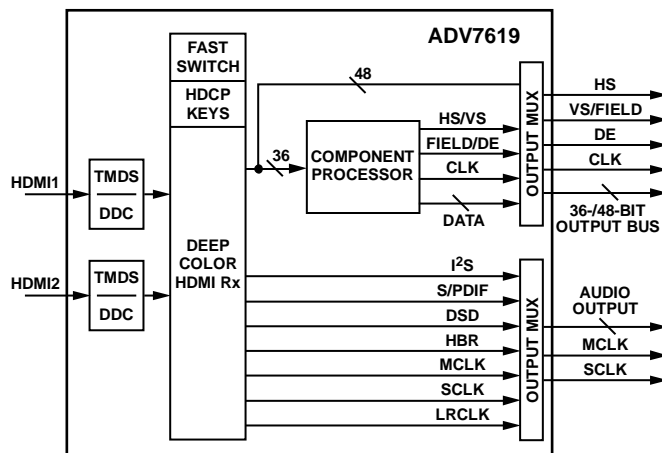 ADV7619
FAST
SWITCH
HDCP
KEYS
DEEP
COLOR
HDMI Rx
HDMI1
TMDS
DDC
HDMI2
TMDS
DDC
48
36
COMPONENT
PROCESSOR
HS/VS
FIELD/DE
CLK
DATA
OUTPUT MUX
HS
VS/FIELD
DE
CLK
36-/48-BIT
OUTPUT BUS
I²S
S/PDIF
DSD
HBR
MCLK
SCLK
LRCLK
OUTPUT MUX
AUDIO
OUTPUT
MCLK
SCLK